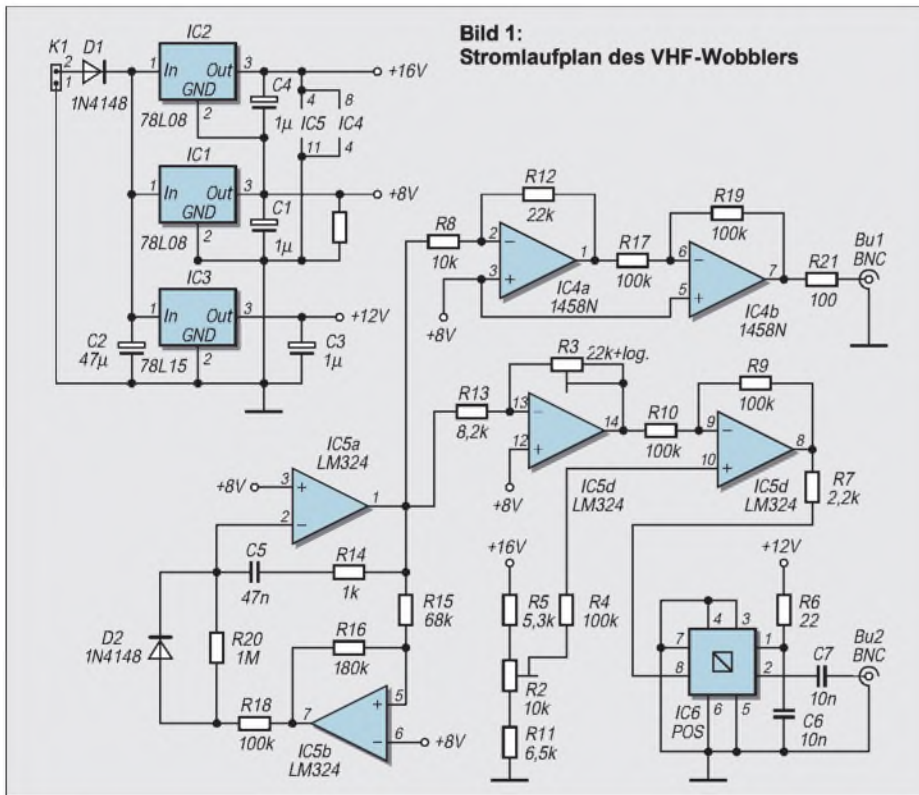 Bild 1:
Stromlaufplan des VHF-Wobblers
K1
2
1
D1
1N4148
IC2
1 In Out 3
GND
2
78L08
C4
1µ
+16V
4 8
IC5 IC4
11 4
IC1
1 In Out 3
GND
2
78L08
C1
1µ
+8V
IC3
1 In Out 3
GND
2
78L15
C2
47µ
C3
1µ
+12V
R8
10k
R12
22k
2 −
3 +
1
IC4a
1458N
+8V
R17
100k
R19
100k
6 −
5 +
7
IC4b
1458N
R21
100
Bu1
BNC
R13
8,2k
R3
22k+log.
13 −
12 +
14
+8V
IC5d
LM324
R10
100k
R9
100k
9 −
10 +
8
IC5d
LM324
R7
2,2k
IC5a
LM324
+8V
3 +
2 −
1
C5
47n
R14
1k
R15
68k
D2
1N4148
R20
1M
R16
180k
R18
100k
5 +
6 −
7
+8V
IC5b
LM324
+16V
R5
5,3k
R4
100k
R2
10k
R11
6,5k
+12V
R6
22
4 3
7 1
8 2
6 5
IC6
POS
C7
10n
C6
10n
Bu2
BNC